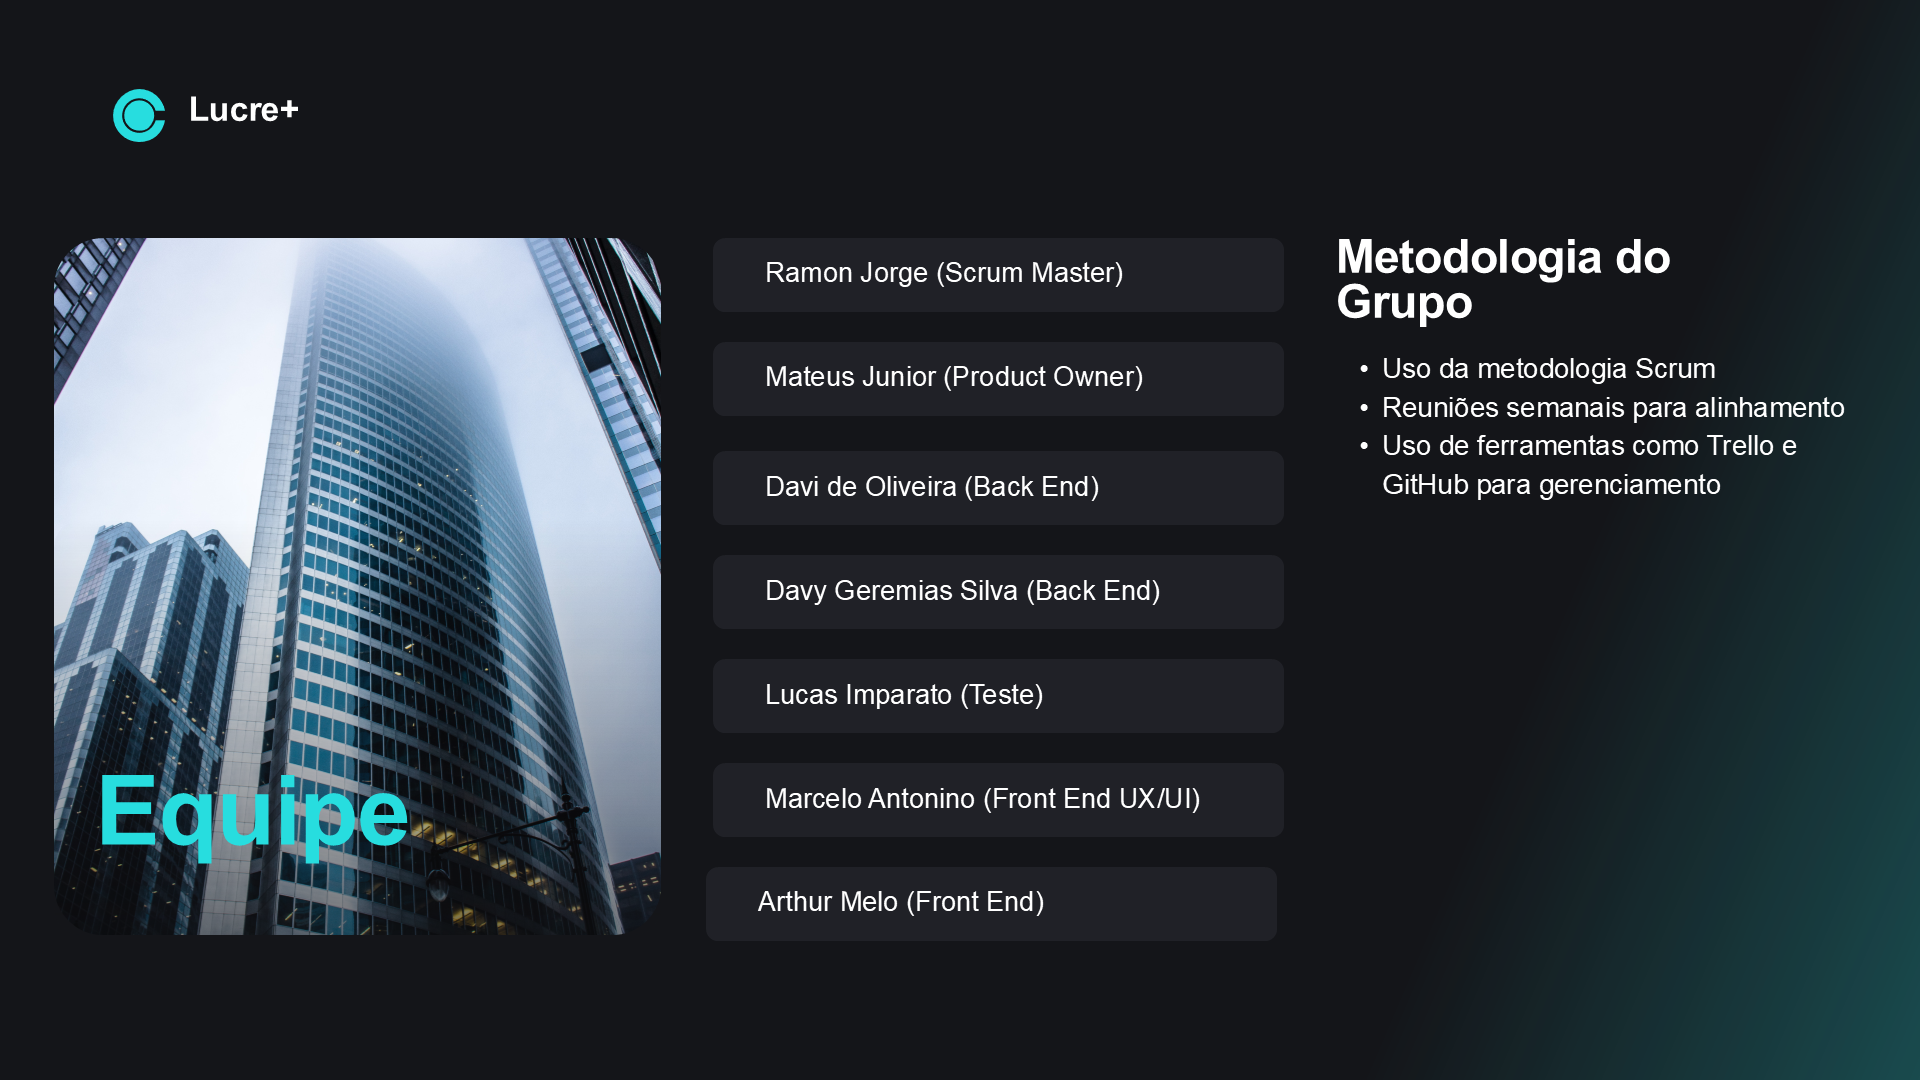 Lucre+
Equipe
Ramon Jorge (Scrum Master)
Mateus Junior (Product Owner)
Davi de Oliveira (Back End)
Davy Geremias Silva (Back End)
Lucas Imparato (Teste)
Marcelo Antonino (Front End UX/UI)
Arthur Melo (Front End)
Metodologia do
Grupo
• Uso da metodologia Scrum
• Reuniões semanais para alinhamento
• Uso de ferramentas como Trello e
GitHub para gerenciamento